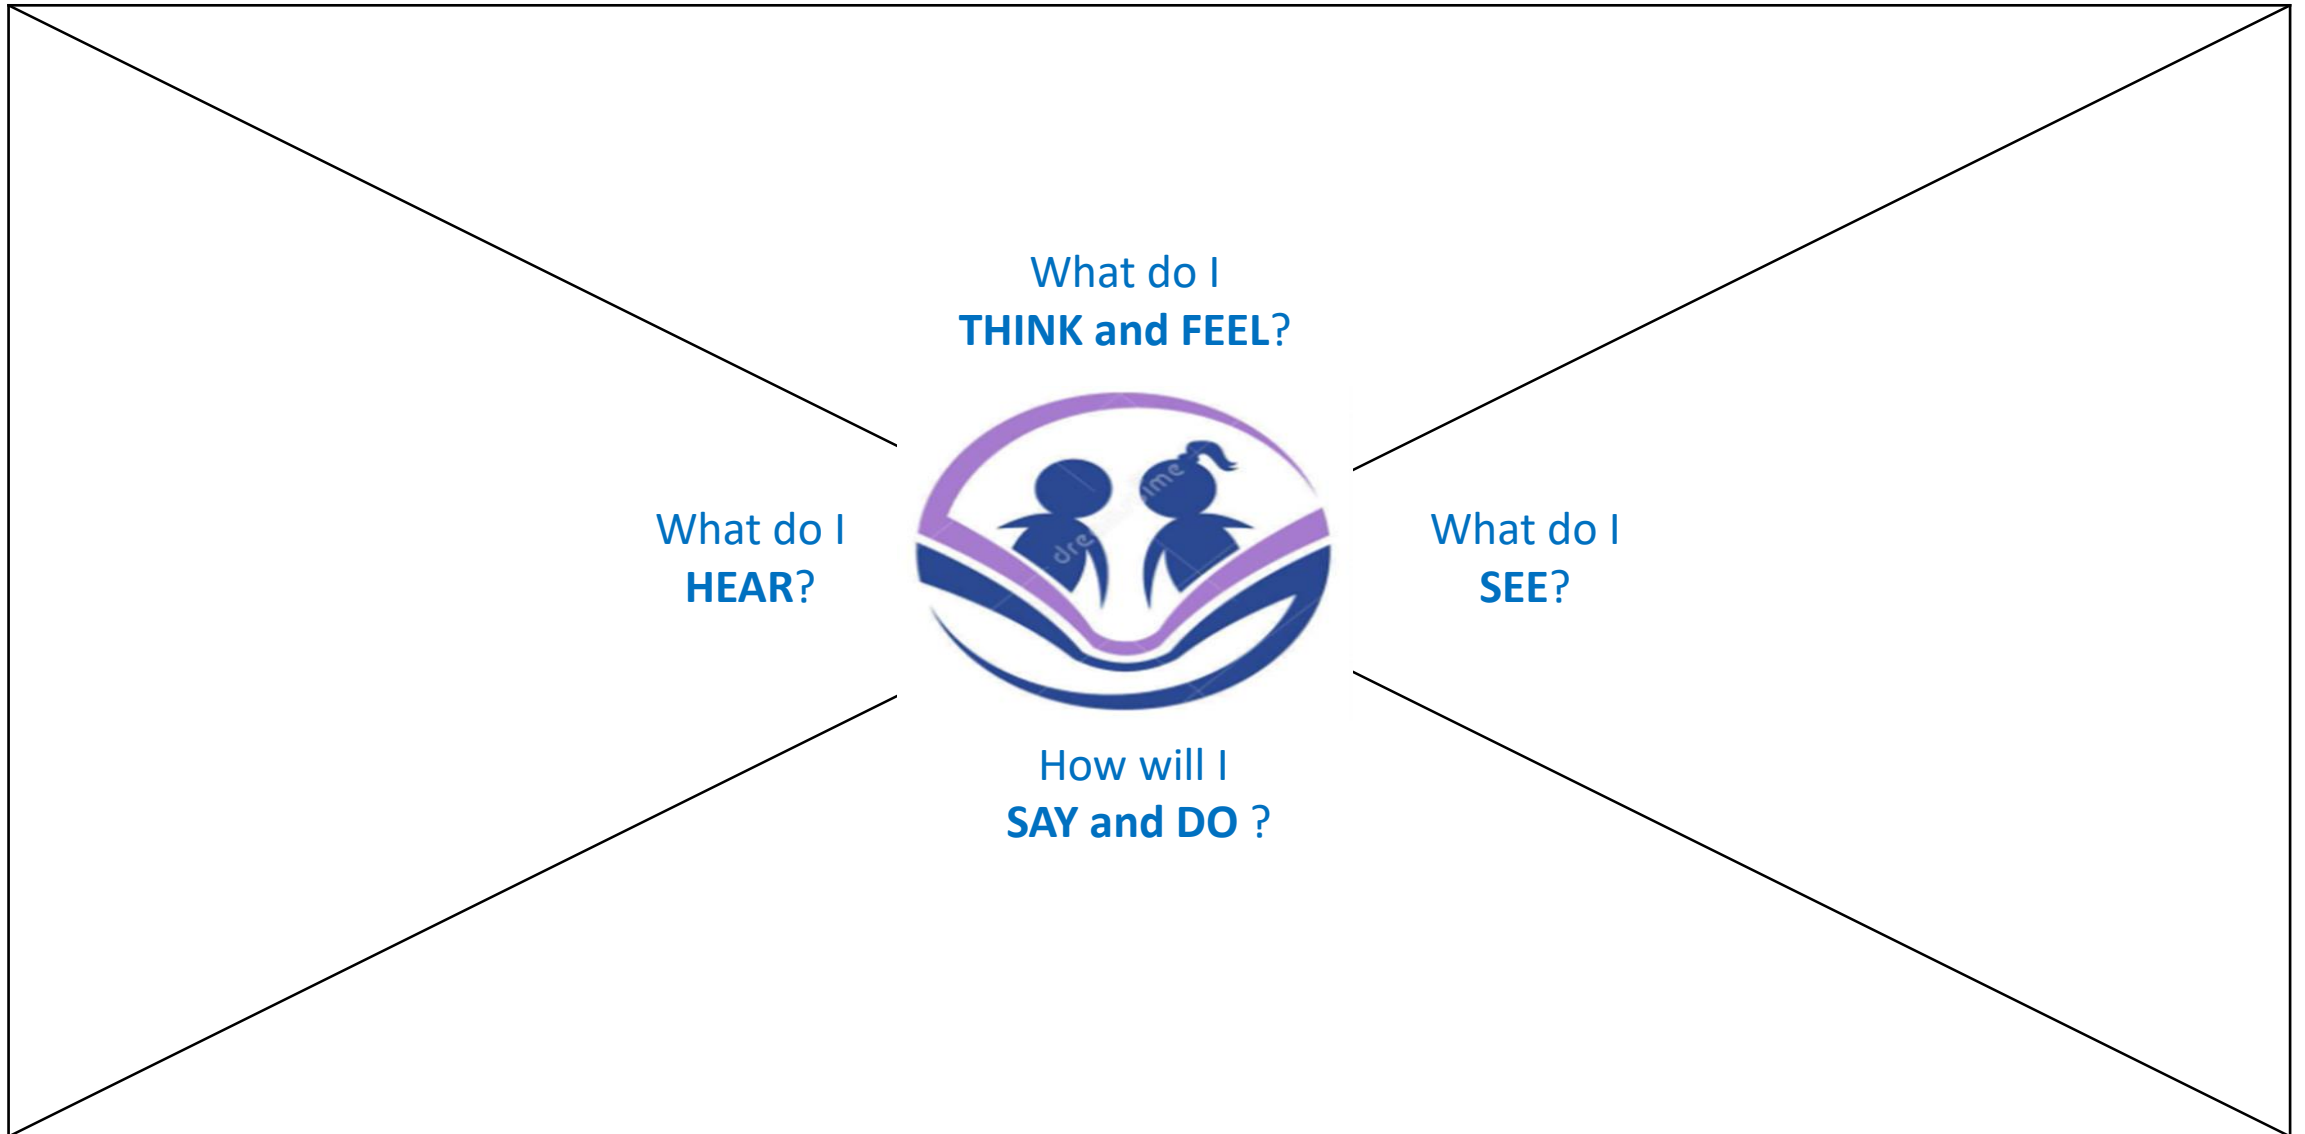 What do I
THINK and FEEL?
What do I
HEAR?
What do I
SEE?
How will I
SAY and DO ?